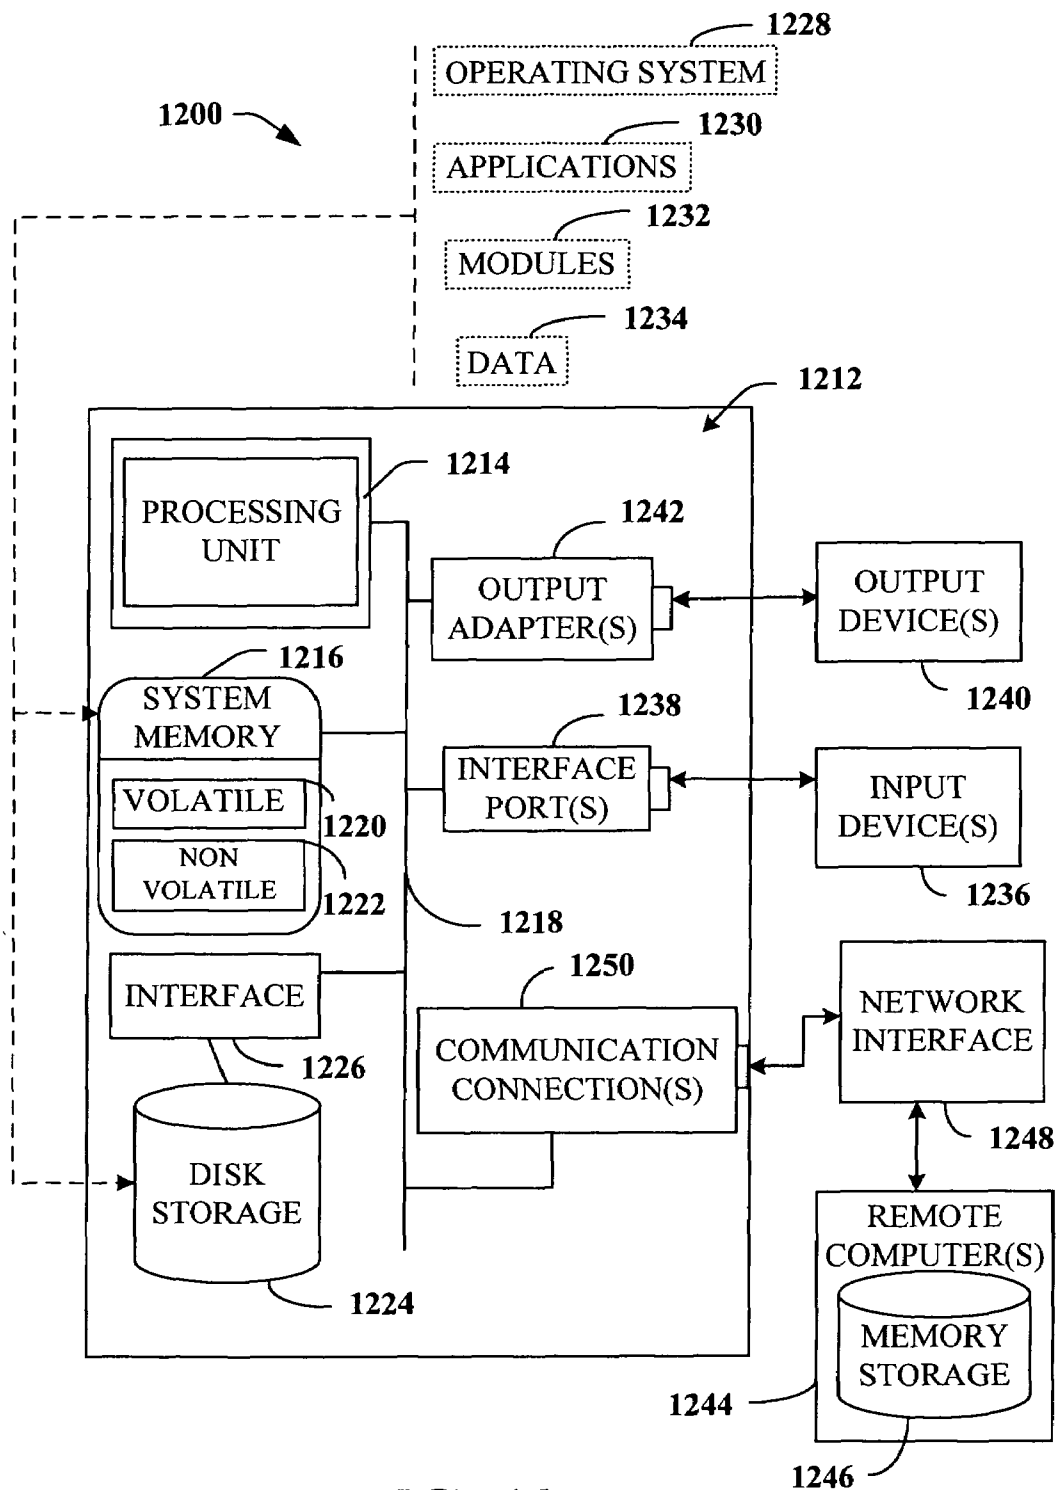 1228
OPERATING SYSTEM
1200
1230
APPLICATIONS
1232
MODULES
1234
DATA
1212
1214
PROCESSING
UNIT
1242
OUTPUT
ADAPTER(S)
OUTPUT
DEVICE(S)
1240
1216
SYSTEM
MEMORY
1238
INTERFACE
PORT(S)
INPUT
DEVICE(S)
1236
VOLATILE
1220
NON
VOLATILE
1222
1218
INTERFACE
1226
1250
COMMUNICATION
CONNECTION(S)
NETWORK
INTERFACE
1248
DISK
STORAGE
1224
REMOTE
COMPUTER(S)
MEMORY
STORAGE
1244
1246